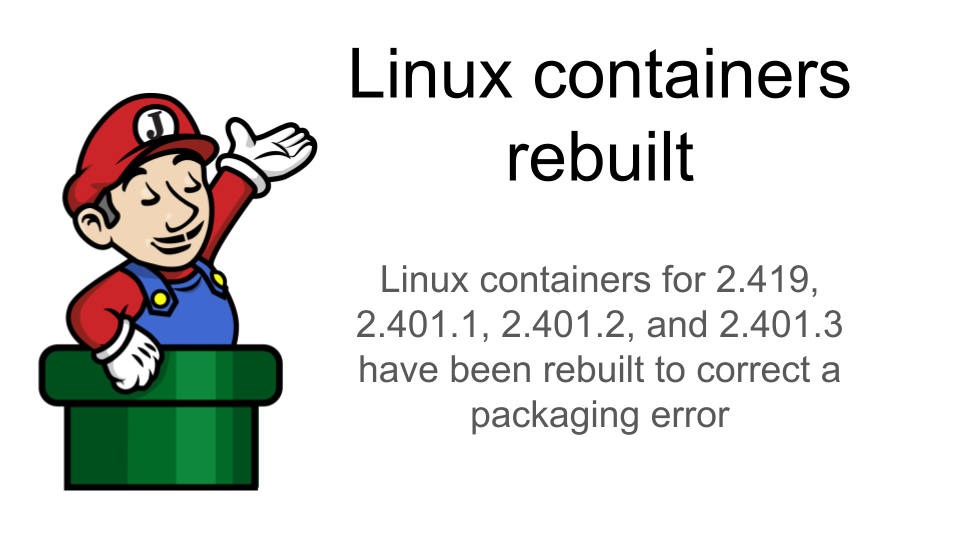 J
Linux containers
rebuilt
Linux containers for 2.419,
2.401.1, 2.401.2, and 2.401.3
have been rebuilt to correct a
packaging error